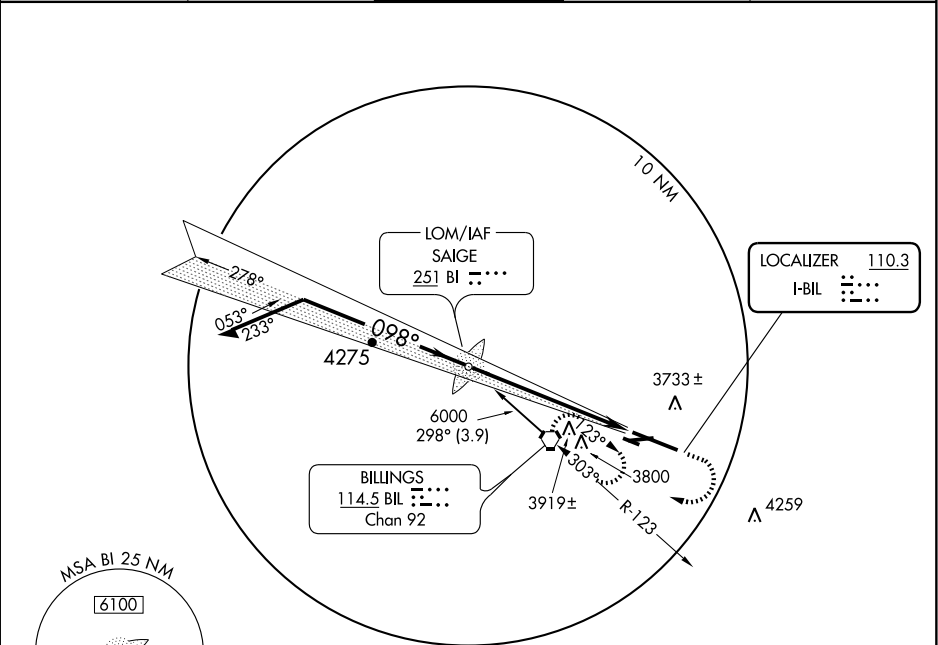 10 NM
LOM/IAF
SAIGE
251 BI
LOCALIZER 110.3
I-BIL
278°
053°
233°
098°
4275
3733 ±
6000
298° (3.9)
123°
303°
3800
BILLINGS
114.5 BIL
Chan 92
3919 ±
R-123
4259
MSA BI 25 NM
6100